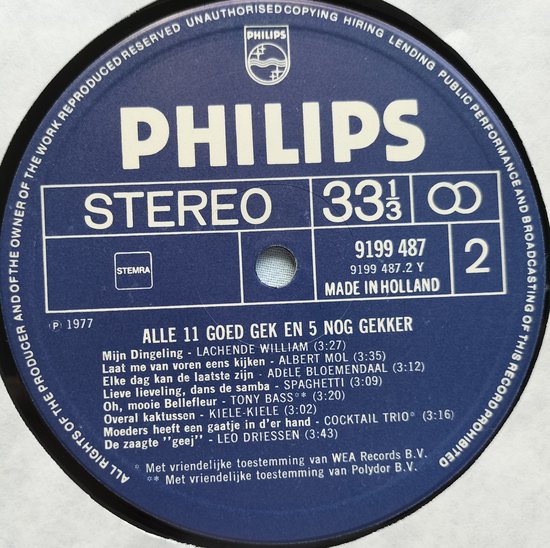 ALL RIGHTS OF THE PRODUCER AND OF THE OWNER OF THE WORK REPRODUCED RESERVED UNAUTHORISED COPYING HIRING LENDING PUBLIC PERFORMANCE AND BROADCASTING OF THIS RECORD PROHIBITED
PHILIPS
PHILIPS
STEREO 33 1/3
STEMRA
9199 487
9199 487.2 Y
MADE IN HOLLAND
2
Ⓟ 1977
ALLE 11 GOED GEK EN 5 NOG GEKKER
Mijn Dingeling - LACHENDE WILLIAM (3:27)
Laat me van voren eens kijken - ALBERT MOL (3:35)
Elke dag kan de laatste zijn - ADÈLE BLOEMENDAAL (3:12)
Lieve lieveling, dans de samba - SPAGHETTI (3:09)
Oh, mooie Bellefleur - TONY BASS** (3:20)
Overal kaktussen - KIELE-KIELE (3:02)
Moeders heeft een gaatje in d'er hand - COCKTAIL TRIO* (3:16)
De zaagte "geej" - LEO DRIESSEN (3:43)
* Met vriendelijke toestemming van WEA Records B.V.
** Met vriendelijke toestemming van Polydor B.V.